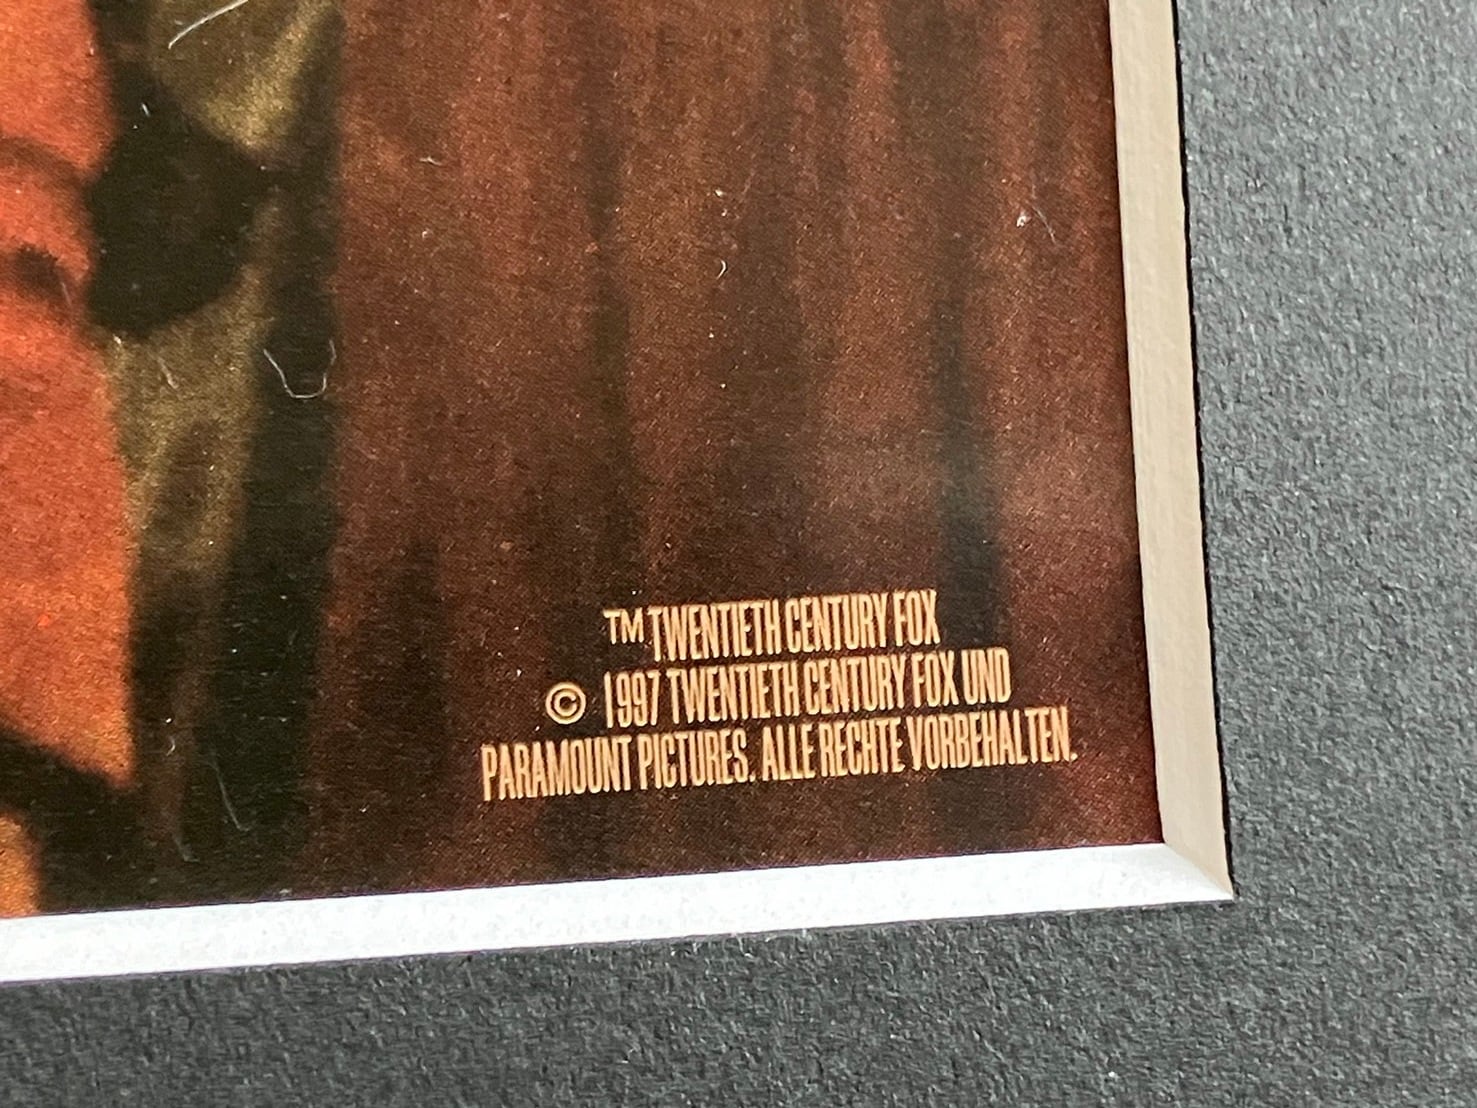 ™ TWENTIETH CENTURY FOX
© 1997 TWENTIETH CENTURY FOX UND
PARAMOUNT PICTURES. ALLE RECHTE VORBEHALTEN.